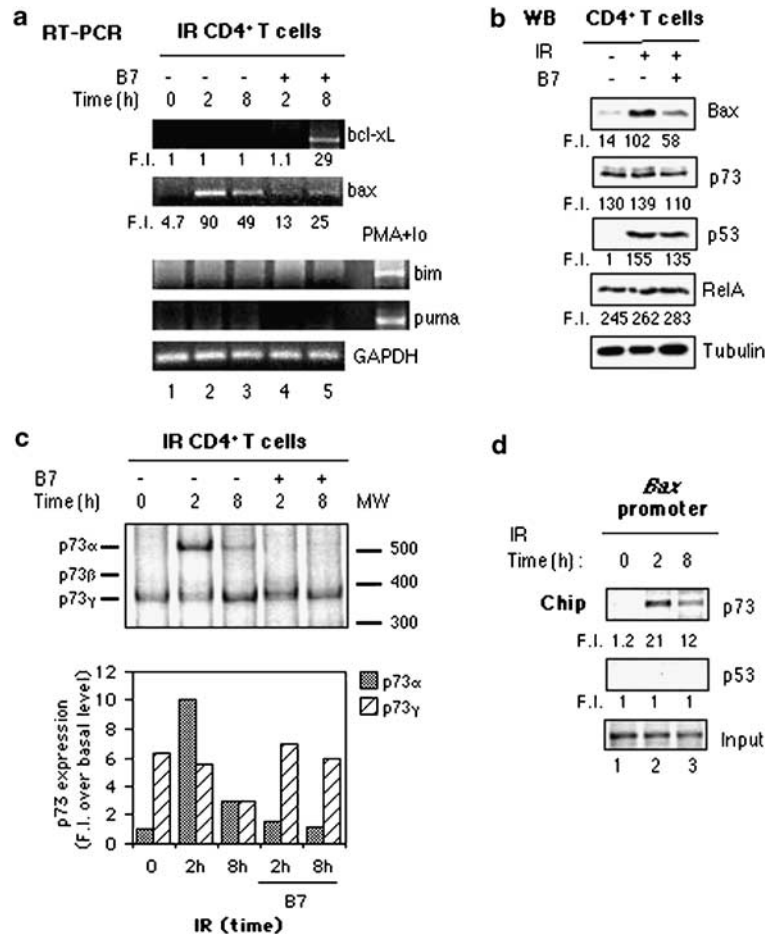 a
RT-PCR
IR CD4⁺ T cells
B7 - - - + +
Time (h) 0 2 8 2 8
bcl-xL
F.I. 1 1 1 1.1 29
bax
F.I. 4.7 90 49 13 25
PMA+Io
bim
puma
GAPDH
1 2 3 4 5
b
WB
CD4⁺ T cells
IR - + +
B7 - - +
Bax
F.I. 14 102 58
p73
F.I. 130 139 110
p53
F.I. 1 155 135
RelA
F.I. 245 262 283
Tubulin
c
IR CD4⁺ T cells
B7 - - - + +
Time (h) 0 2 8 2 8 MW
p73α
p73β
p73γ
500
400
300
12
10
8
6
4
2
0
p73 expression
(F.I. over basal level)
p73α
p73γ
0 2h 8h 2h 8h
B7
IR (time)
d
Bax
promoter
IR
Time (h) : 0 2 8
Chip
p73
F.I. 1.2 21 12
p53
F.I. 1 1 1
Input
1 2 3